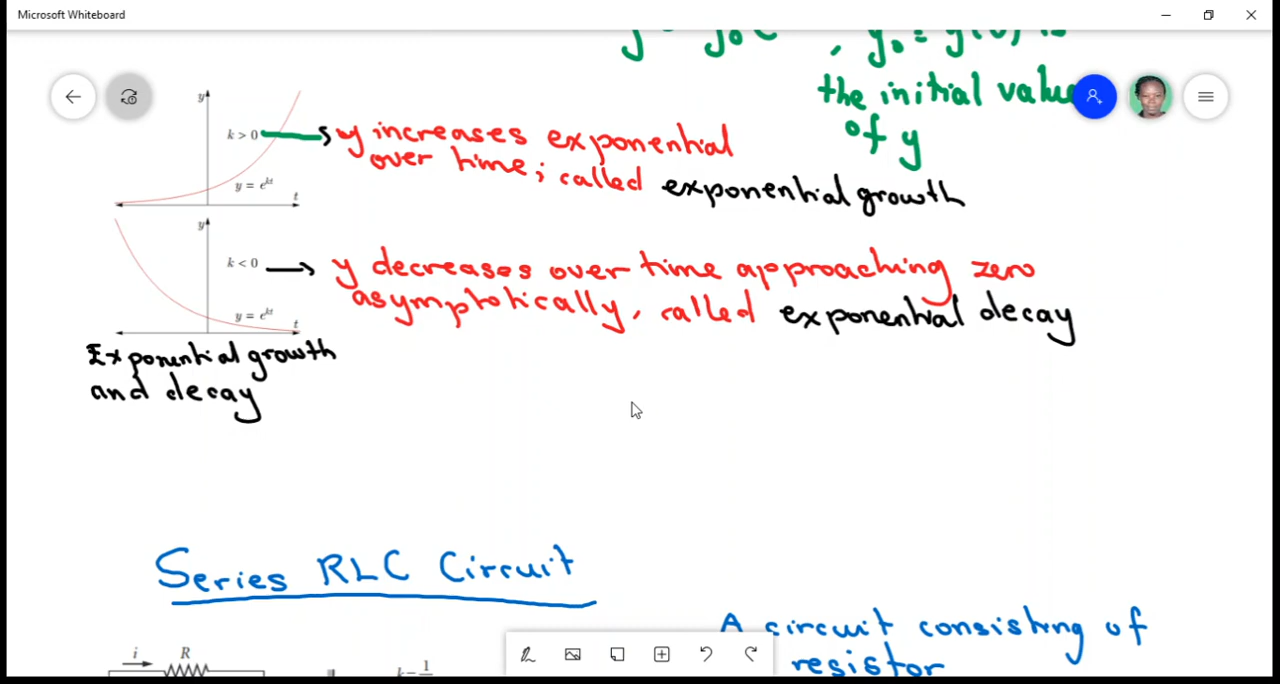 Microsoft Whiteboard
the initial value
of y
y
k > 0
y increases exponential
over time; called exponential growth
y = e^{kt}
t
y
k < 0
y decreases over time approaching zero
asymptotically, called exponential decay
y = e^{kt}
t
Exponential growth
and decay
Series RLC Circuit
A circuit consisting of
resistor
i
R